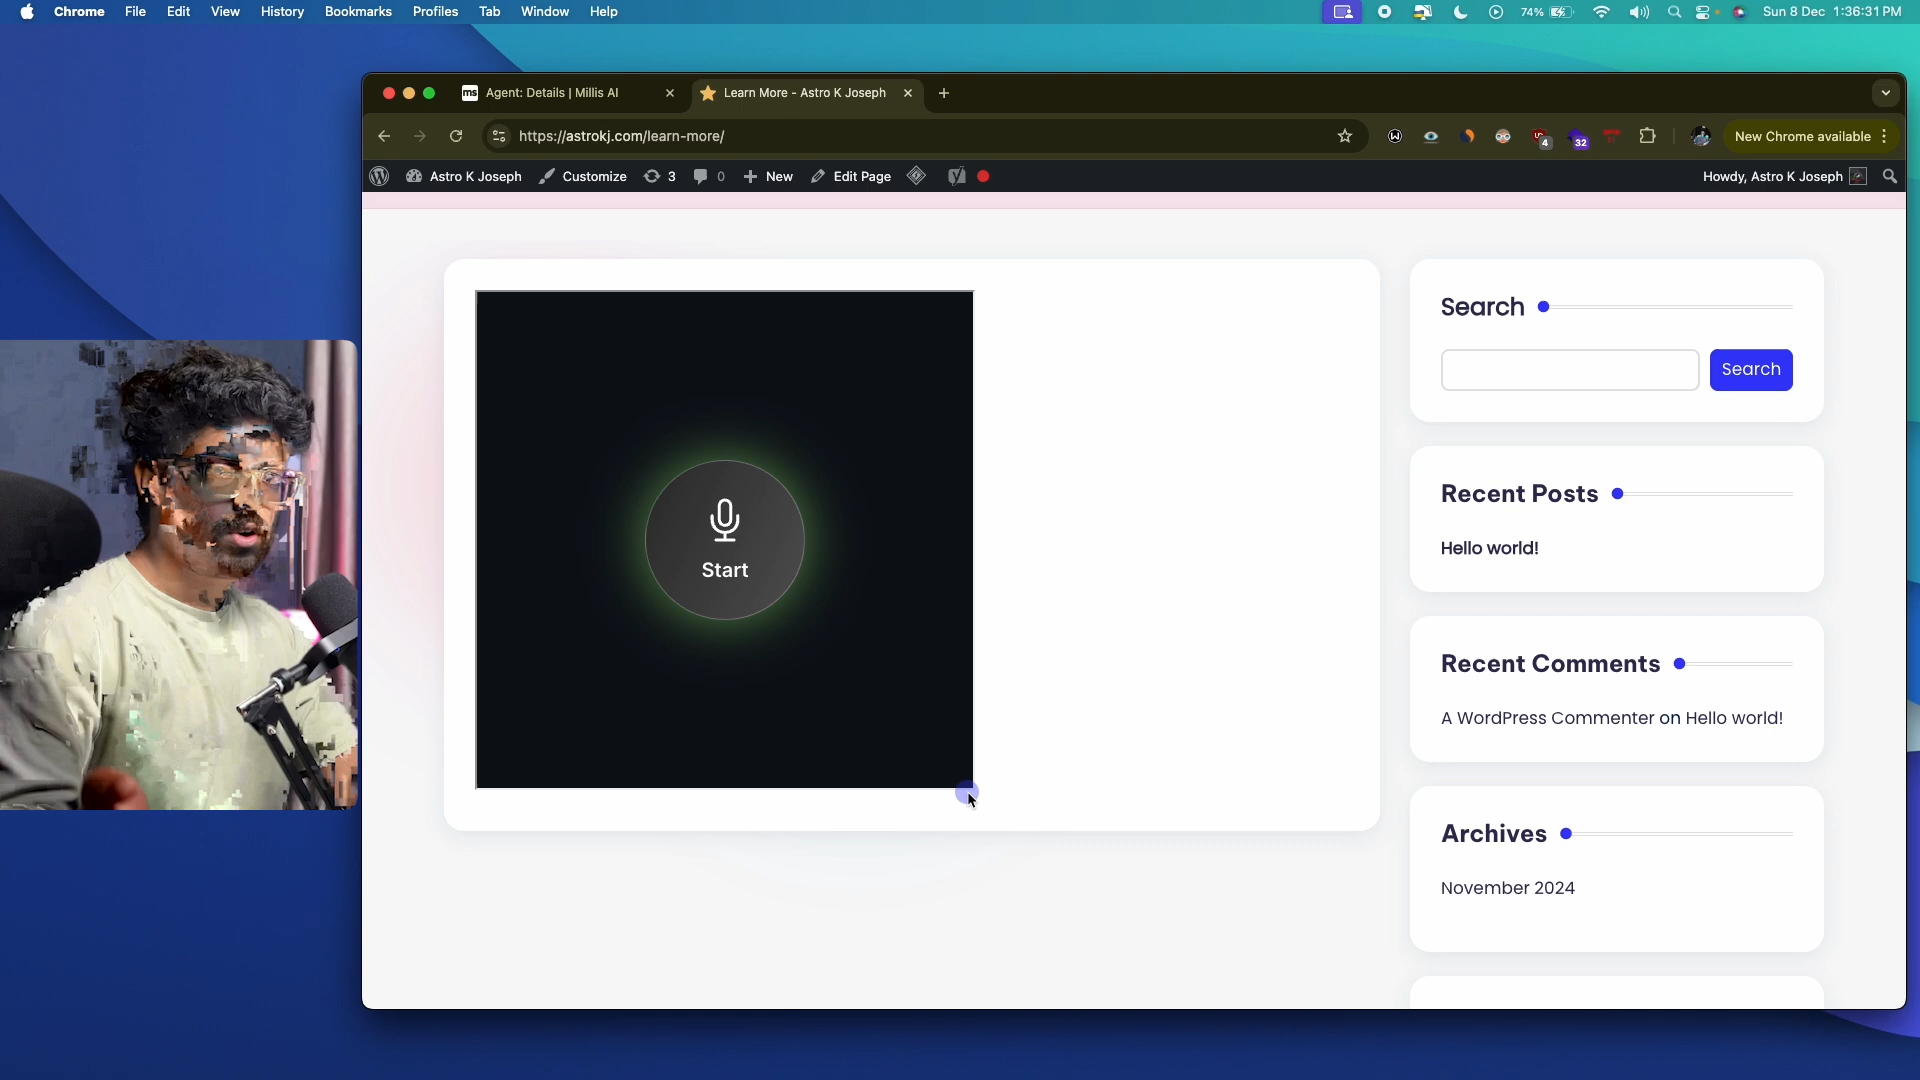 Chrome File Edit View History Bookmarks Profiles Tab Window Help 74% Sun 8 Dec 1:36:31 PM
ms Agent: Details | Millis AI Learn More - Astro K Joseph
https://astrokj.com/learn-more/ 4 32 New Chrome available
Astro K Joseph Customize 3 0 New Edit Page Howdy, Astro K Joseph
Start
Search
Search
Recent Posts
Hello world!
Recent Comments
A WordPress Commenter on Hello world!
Archives
November 2024